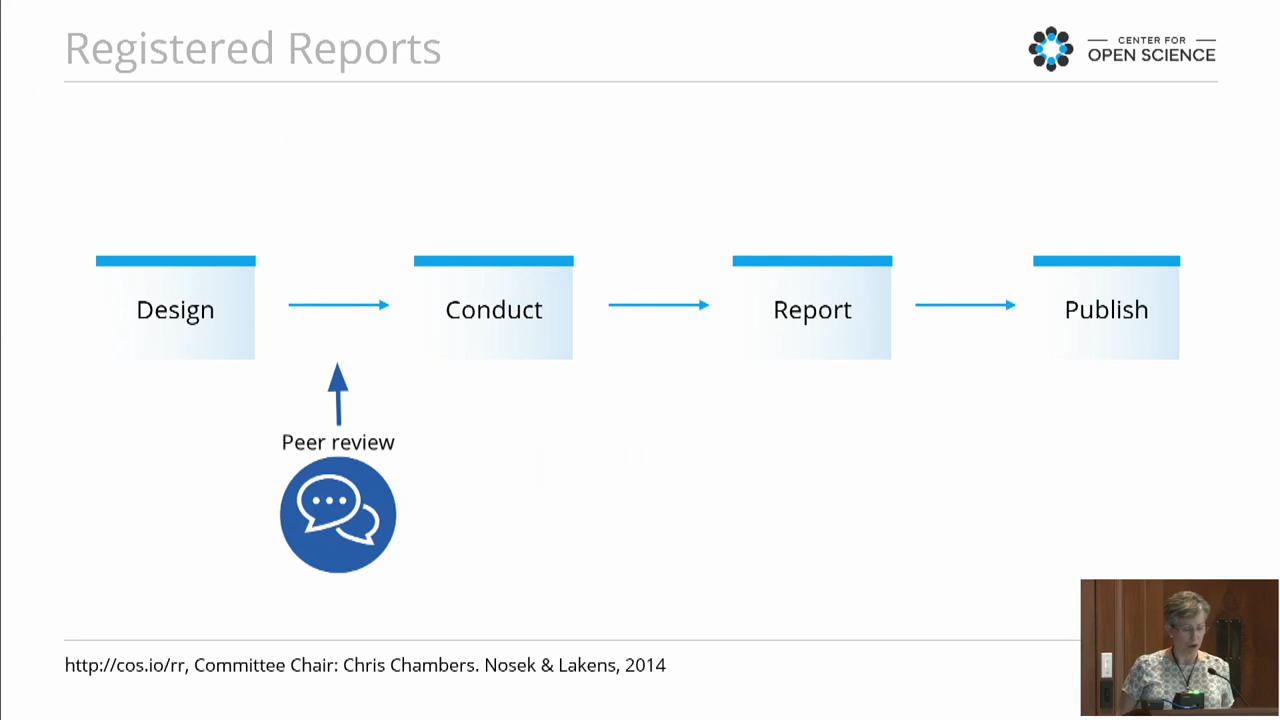 Registered Reports
CENTER FOR
OPEN SCIENCE
Design
Conduct
Report
Publish
Peer review
http://cos.io/rr, Committee Chair: Chris Chambers. Nosek & Lakens, 2014